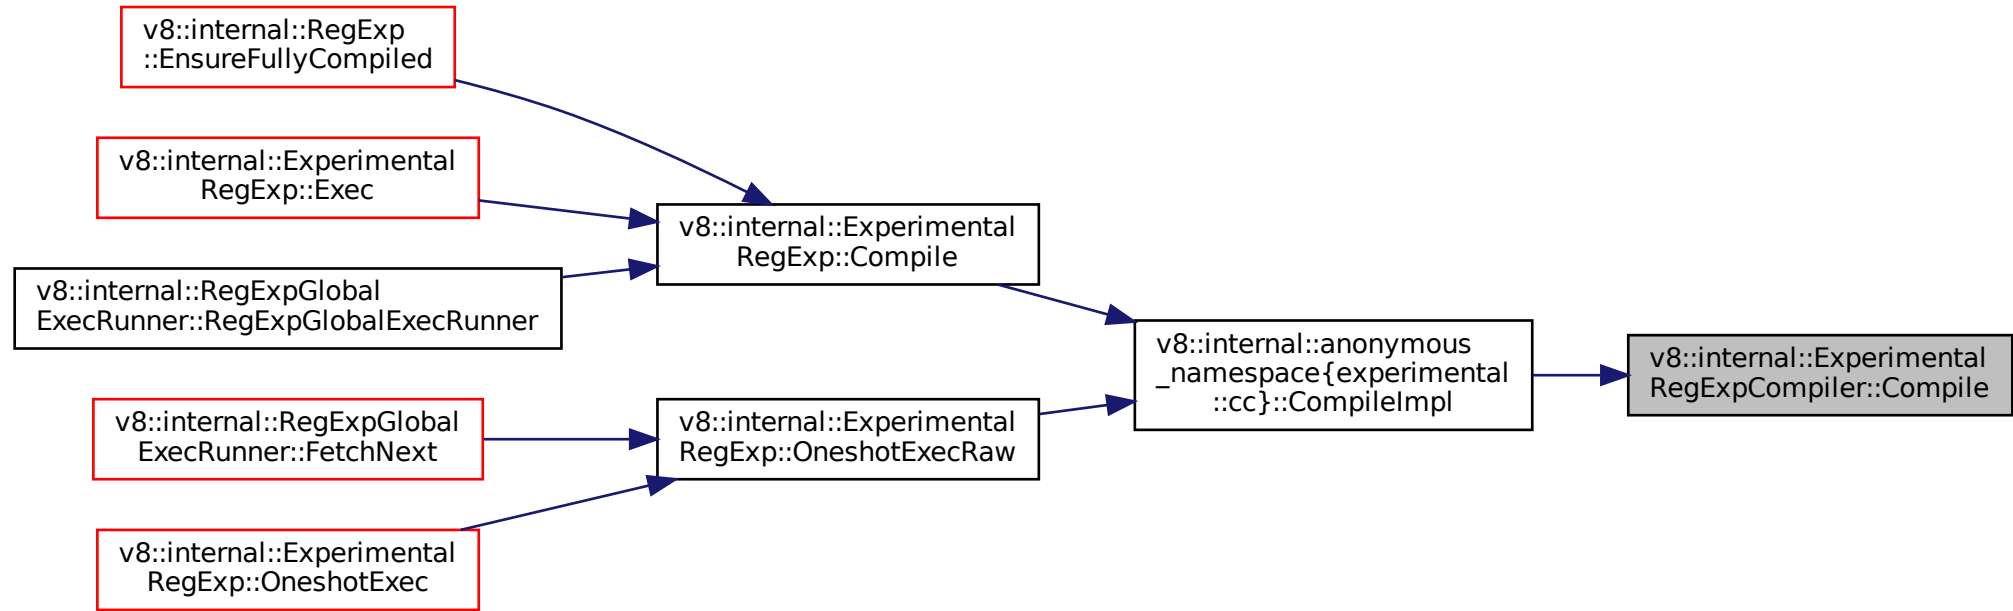 v8::internal::RegExp
::EnsureFullyCompiled
v8::internal::Experimental
RegExp::Exec
v8::internal::RegExpGlobal
ExecRunner::RegExpGlobalExecRunner
v8::internal::RegExpGlobal
ExecRunner::FetchNext
v8::internal::Experimental
RegExp::OneshotExec
v8::internal::Experimental
RegExp::Compile
v8::internal::Experimental
RegExp::OneshotExecRaw
v8::internal::anonymous
_namespace{experimental
::cc}::CompileImpl
v8::internal::Experimental
RegExpCompiler::Compile